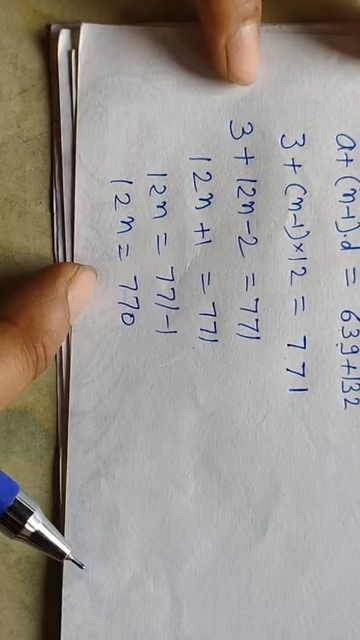 a+(n-1).d = 639+132
3+(n-1)×12 = 771
3+12n-2 = 771
12n+1 = 771
12n = 771-1
12n = 770